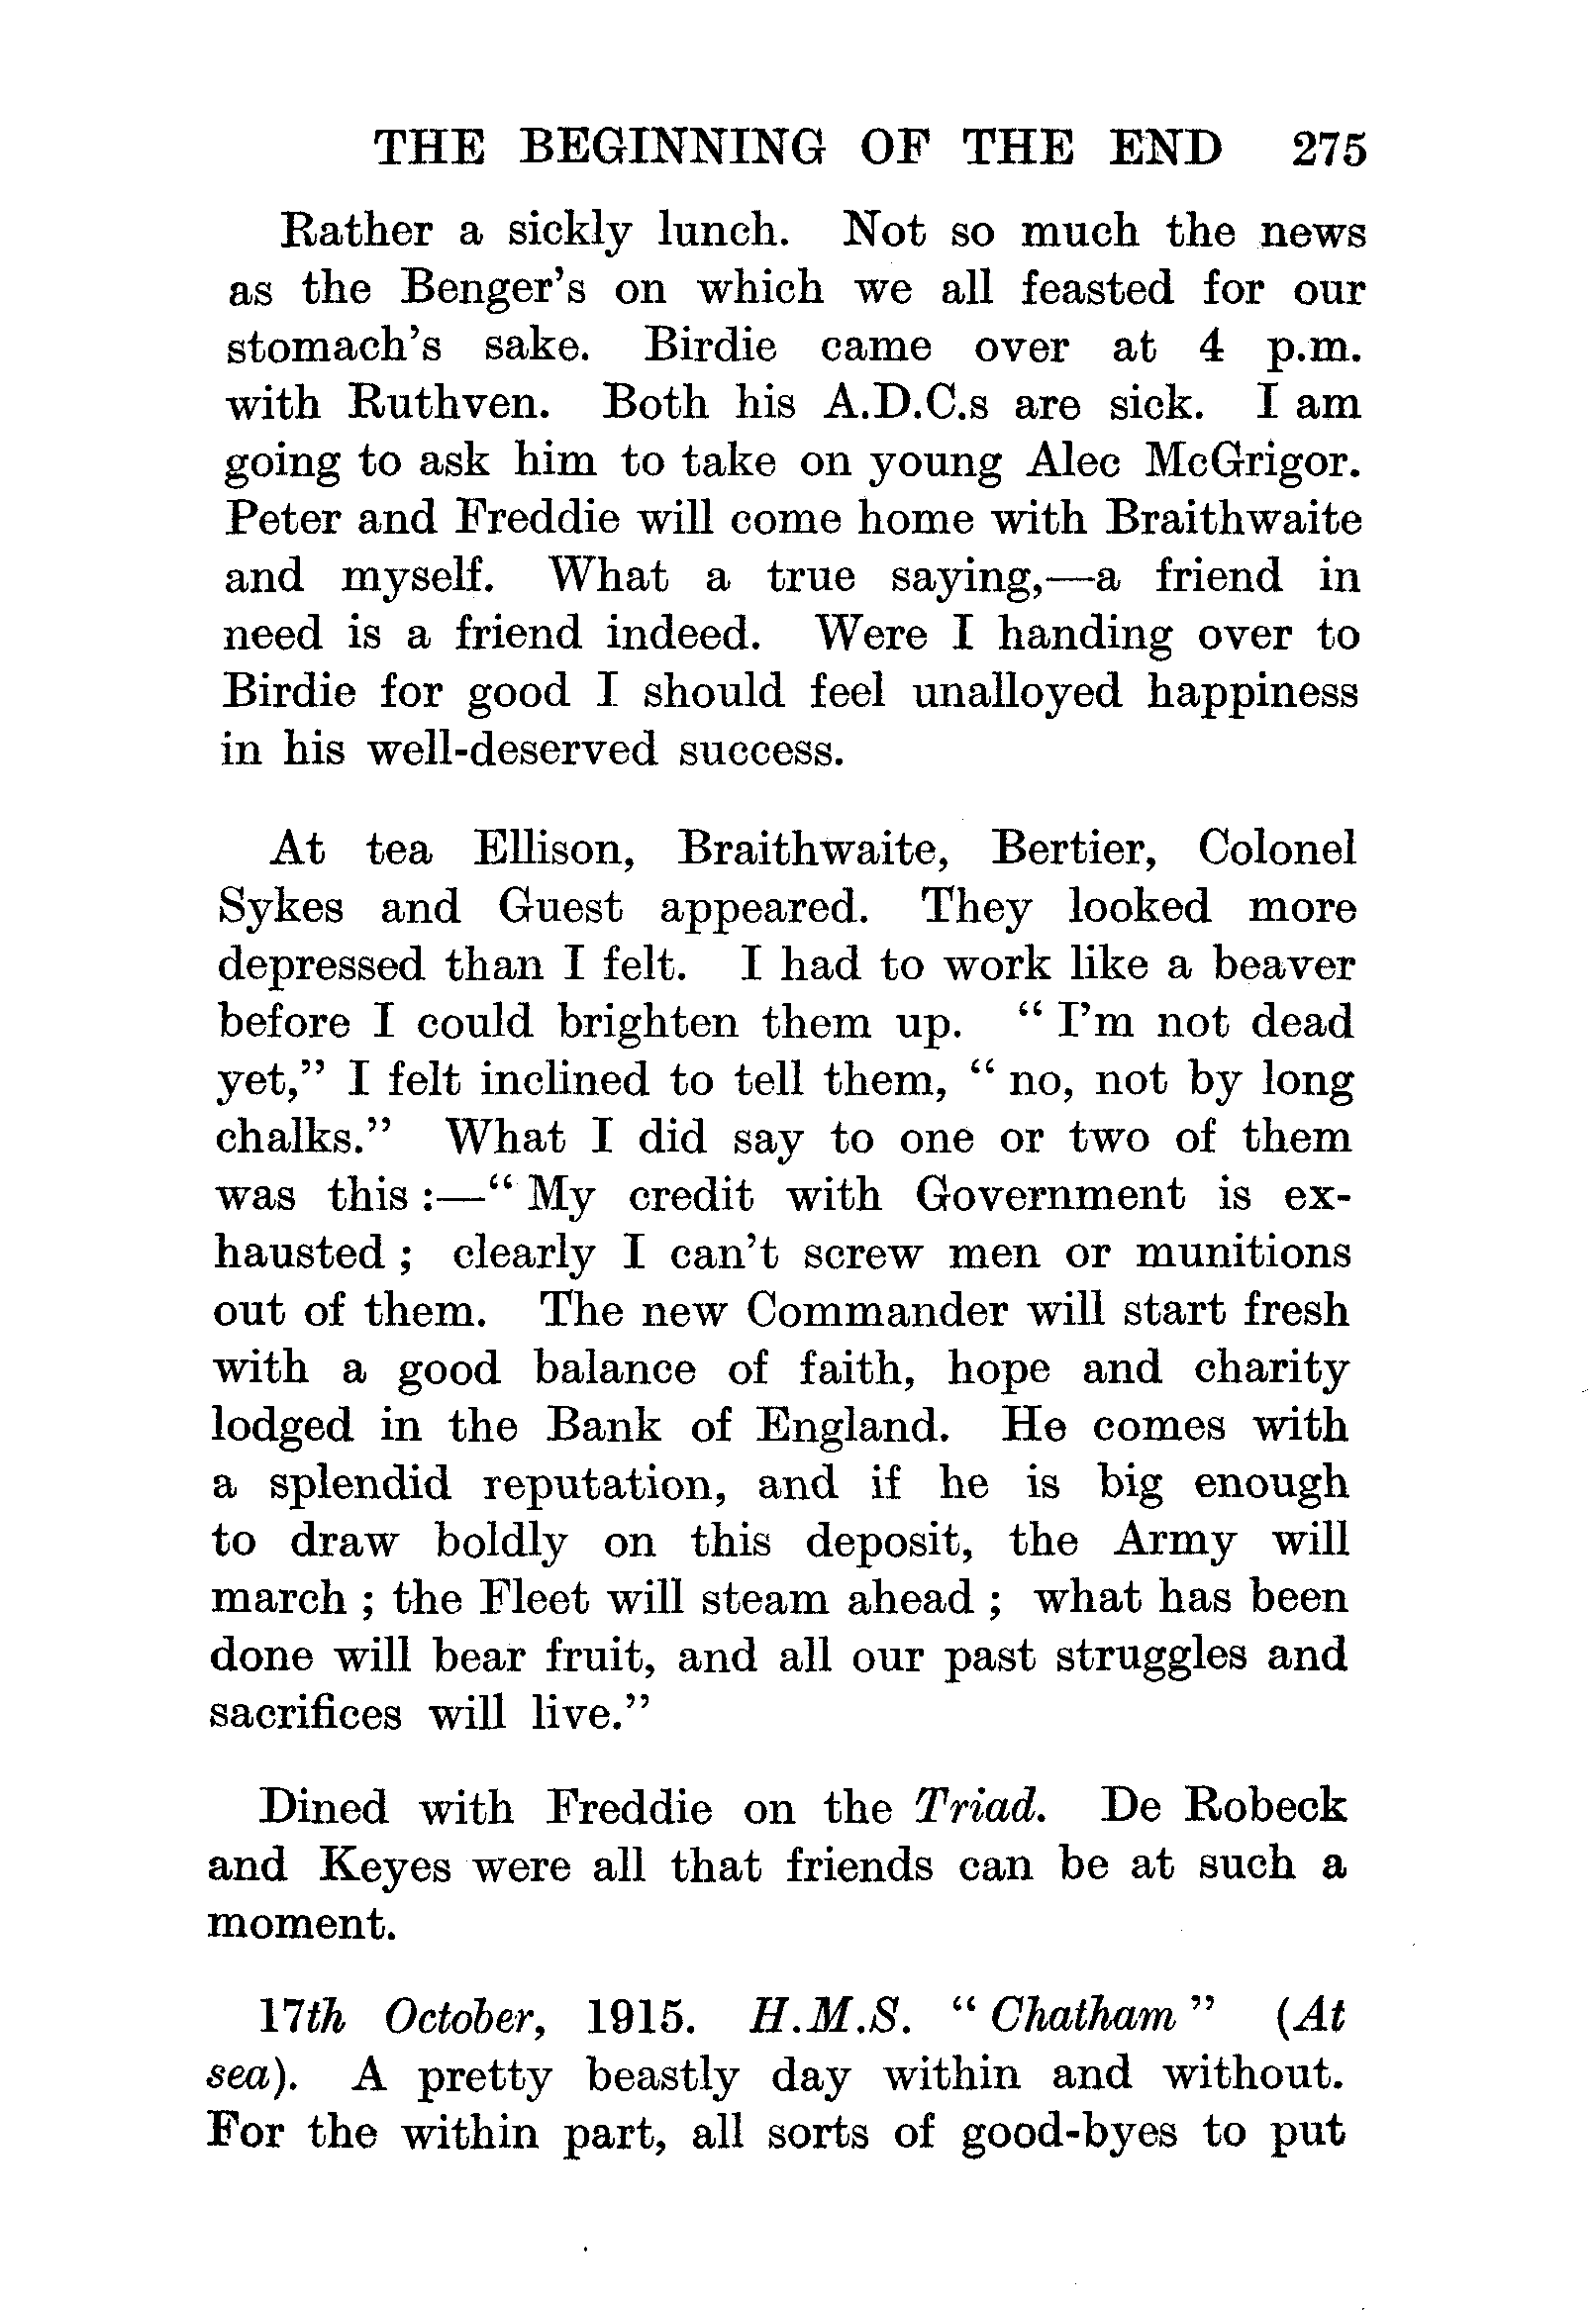 THE BEGINNING OF THE END 275
Rather a sickly lunch. Not so much the news
as the Benger's on which we all feasted for our
stomach's sake. Birdie came over at 4 p.m.
with Ruthven. Both his A.D.C.s are sick. I am
going to ask him to take on young Alec McGrigor.
Peter and Freddie will come home with Braithwaite
and myself. What a true saying,—a friend in
need is a friend indeed. Were I handing over to
Birdie for good I should feel unalloyed happiness
in his well-deserved success.
At tea Ellison, Braithwaite, Bertier, Colonel
Sykes and Guest appeared. They looked more
depressed than I felt. I had to work like a beaver
before I could brighten them up. “ I'm not dead
yet,” I felt inclined to tell them, “ no, not by long
chalks.” What I did say to one or two of them
was this :—“ My credit with Government is ex-
hausted ; clearly I can't screw men or munitions
out of them. The new Commander will start fresh
with a good balance of faith, hope and charity
lodged in the Bank of England. He comes with
a splendid reputation, and if he is big enough
to draw boldly on this deposit, the Army will
march ; the Fleet will steam ahead ; what has been
done will bear fruit, and all our past struggles and
sacrifices will live.”
Dined with Freddie on the Triad. De Robeck
and Keyes were all that friends can be at such a
moment.
17th October, 1915. H.M.S. “ Chatham ” (At
sea). A pretty beastly day within and without.
For the within part, all sorts of good-byes to put